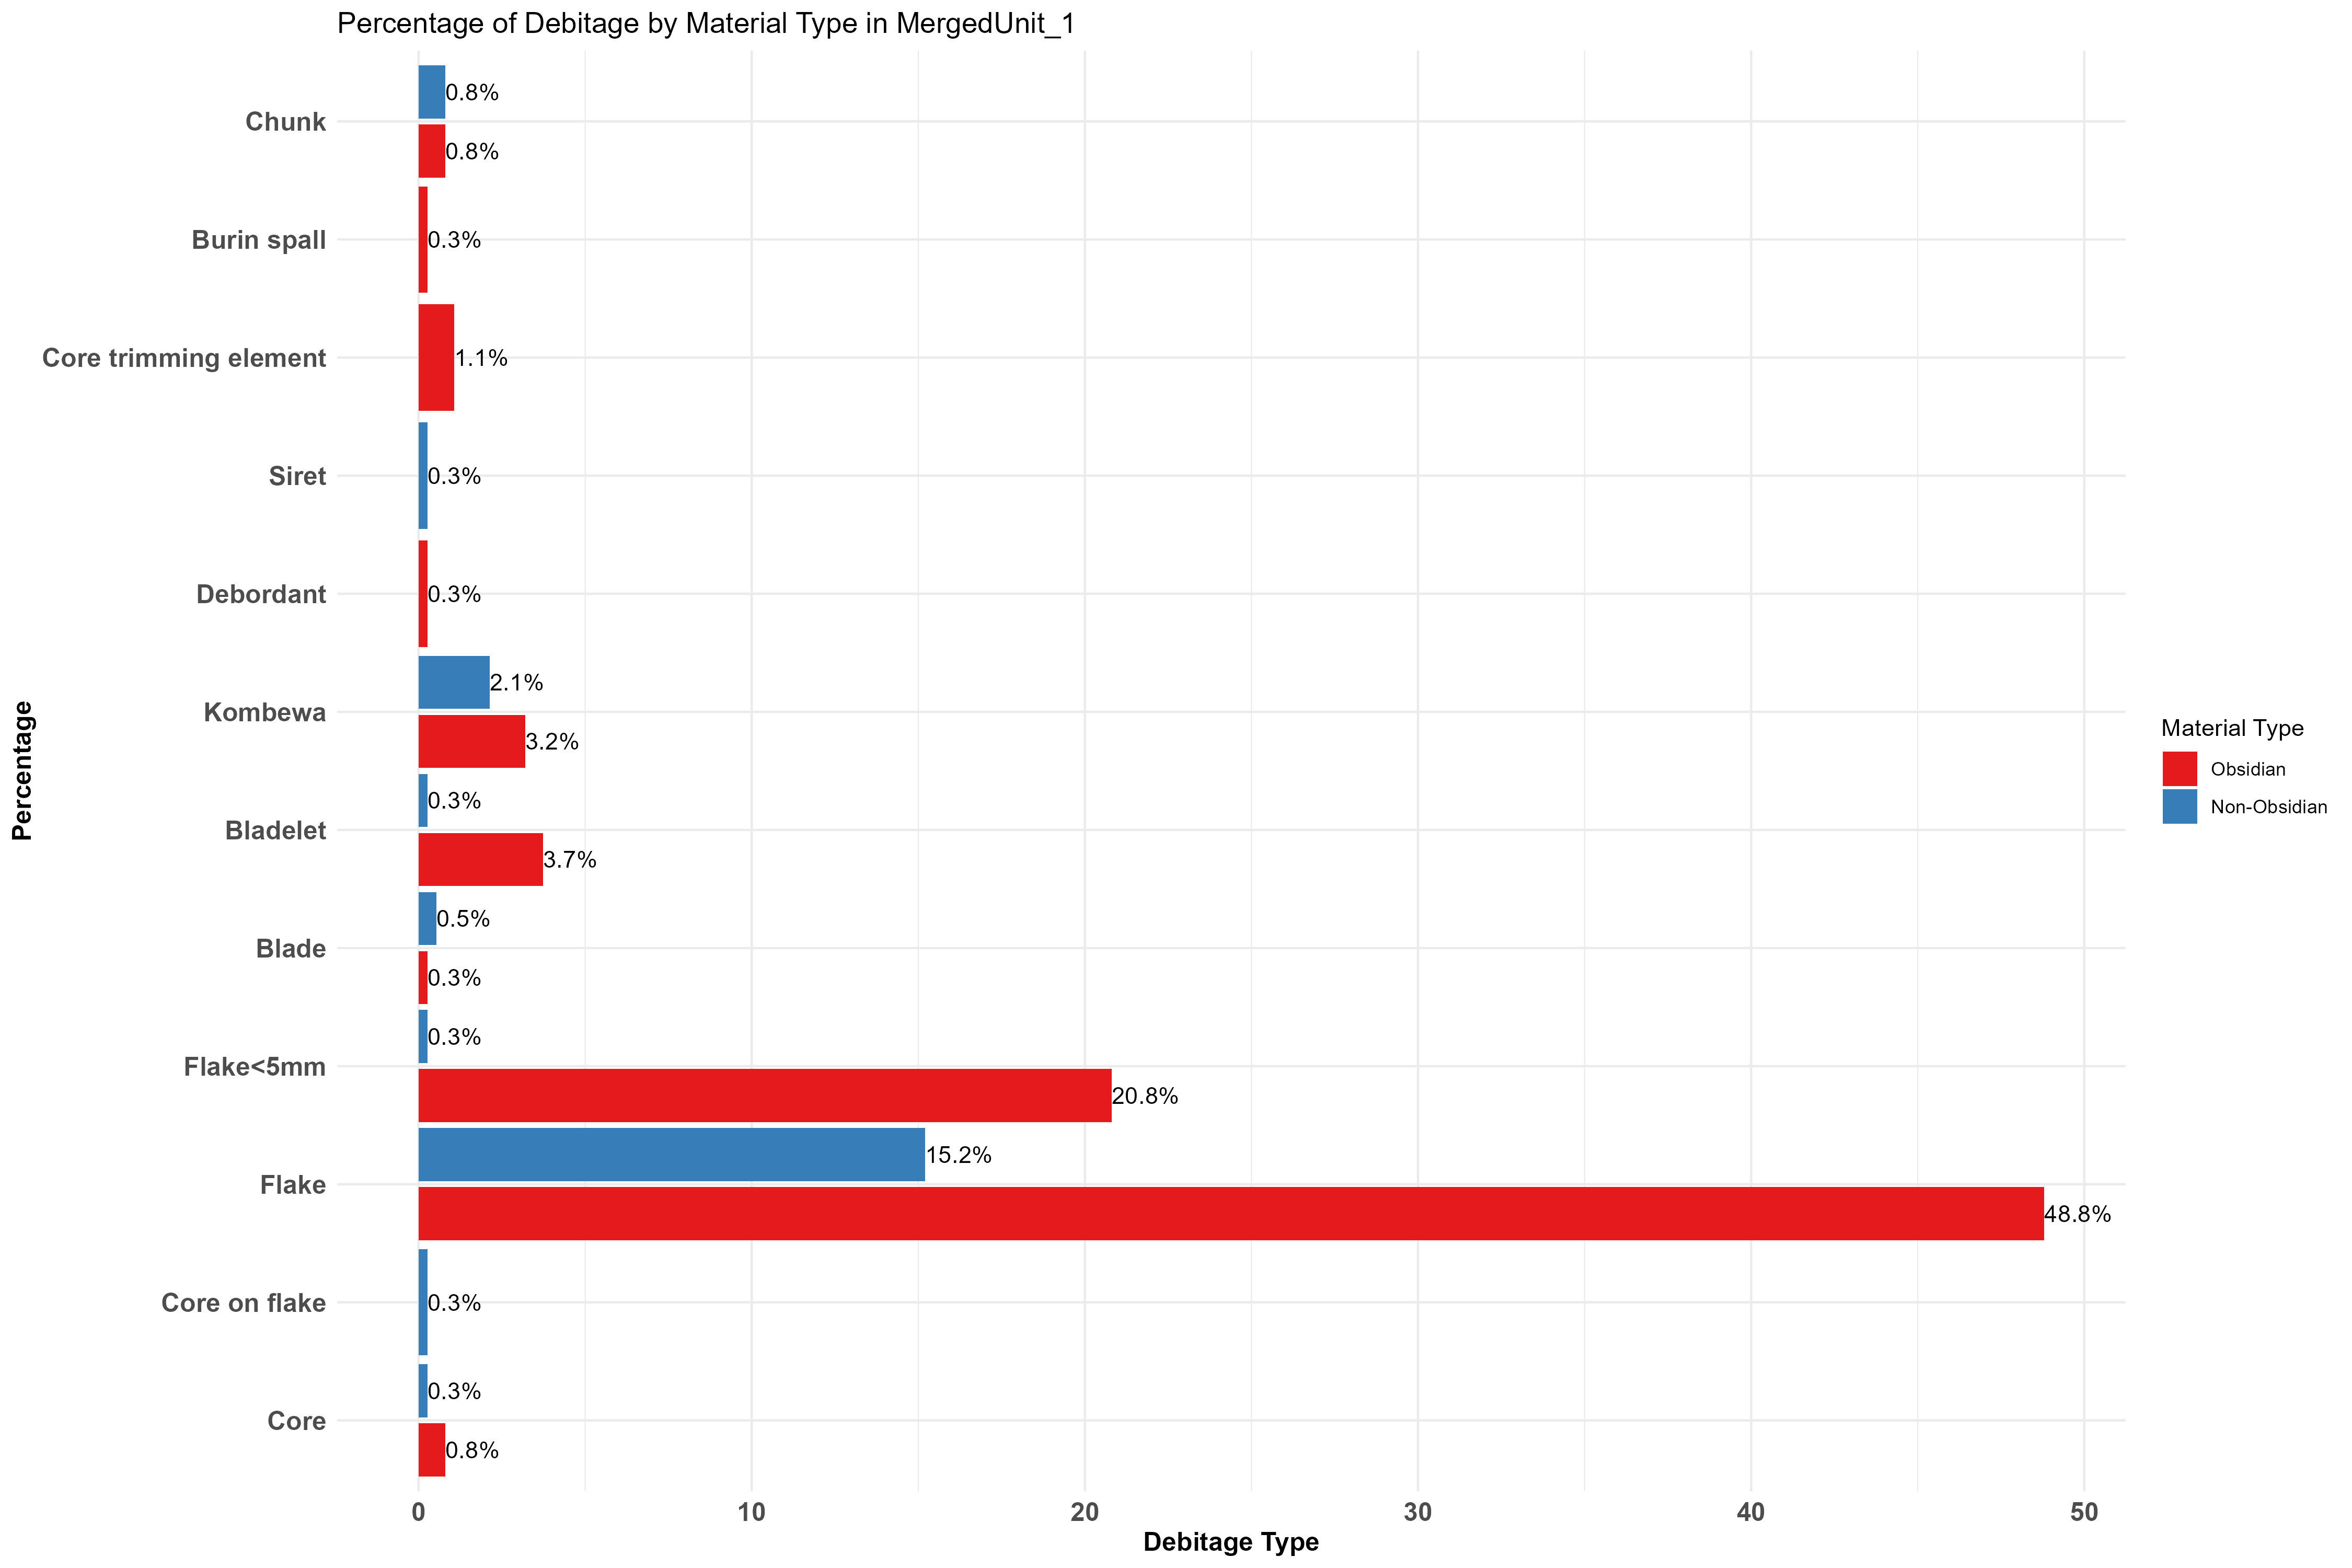 Percentage of Debitage by Material Type in MergedUnit_1
Percentage
Chunk
0.8%
0.8%
Burin spall
0.3%
Core trimming element
1.1%
Siret
0.3%
Debordant
0.3%
Kombewa
2.1%
3.2%
Bladelet
0.3%
3.7%
Blade
0.5%
0.3%
Flake<5mm
0.3%
20.8%
Flake
15.2%
48.8%
Core on flake
0.3%
Core
0.3%
0.8%
0 10 20 30 40 50
Debitage Type
Material Type
Obsidian
Non-Obsidian